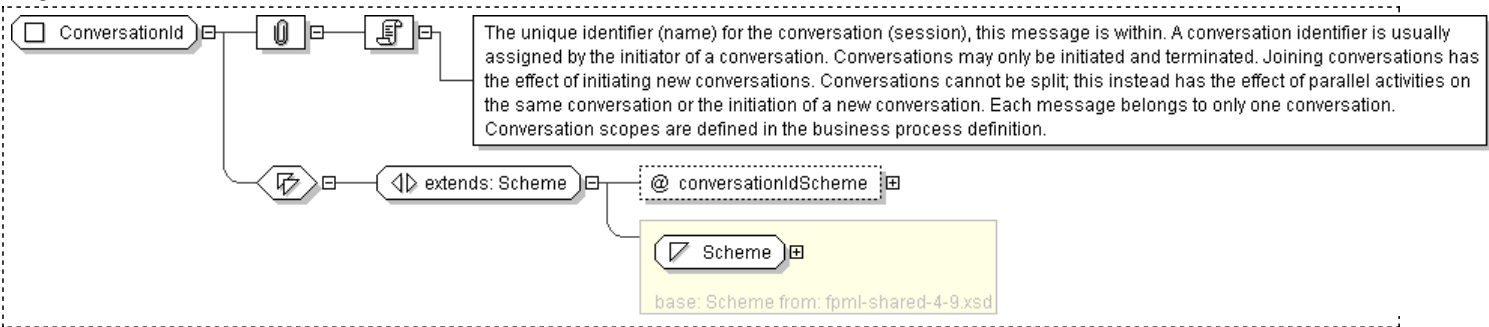 ConversationId
The unique identifier (name) for the conversation (session), this message is within. A conversation identifier is usually
assigned by the initiator of a conversation. Conversations may only be initiated and terminated. Joining conversations has
the effect of initiating new conversations. Conversations cannot be split; this instead has the effect of parallel activities on
the same conversation or the initiation of a new conversation. Each message belongs to only one conversation.
Conversation scopes are defined in the business process definition.
extends: Scheme
@ conversationIdScheme
Scheme
base: Scheme from: fpml-shared-4-9.xsd